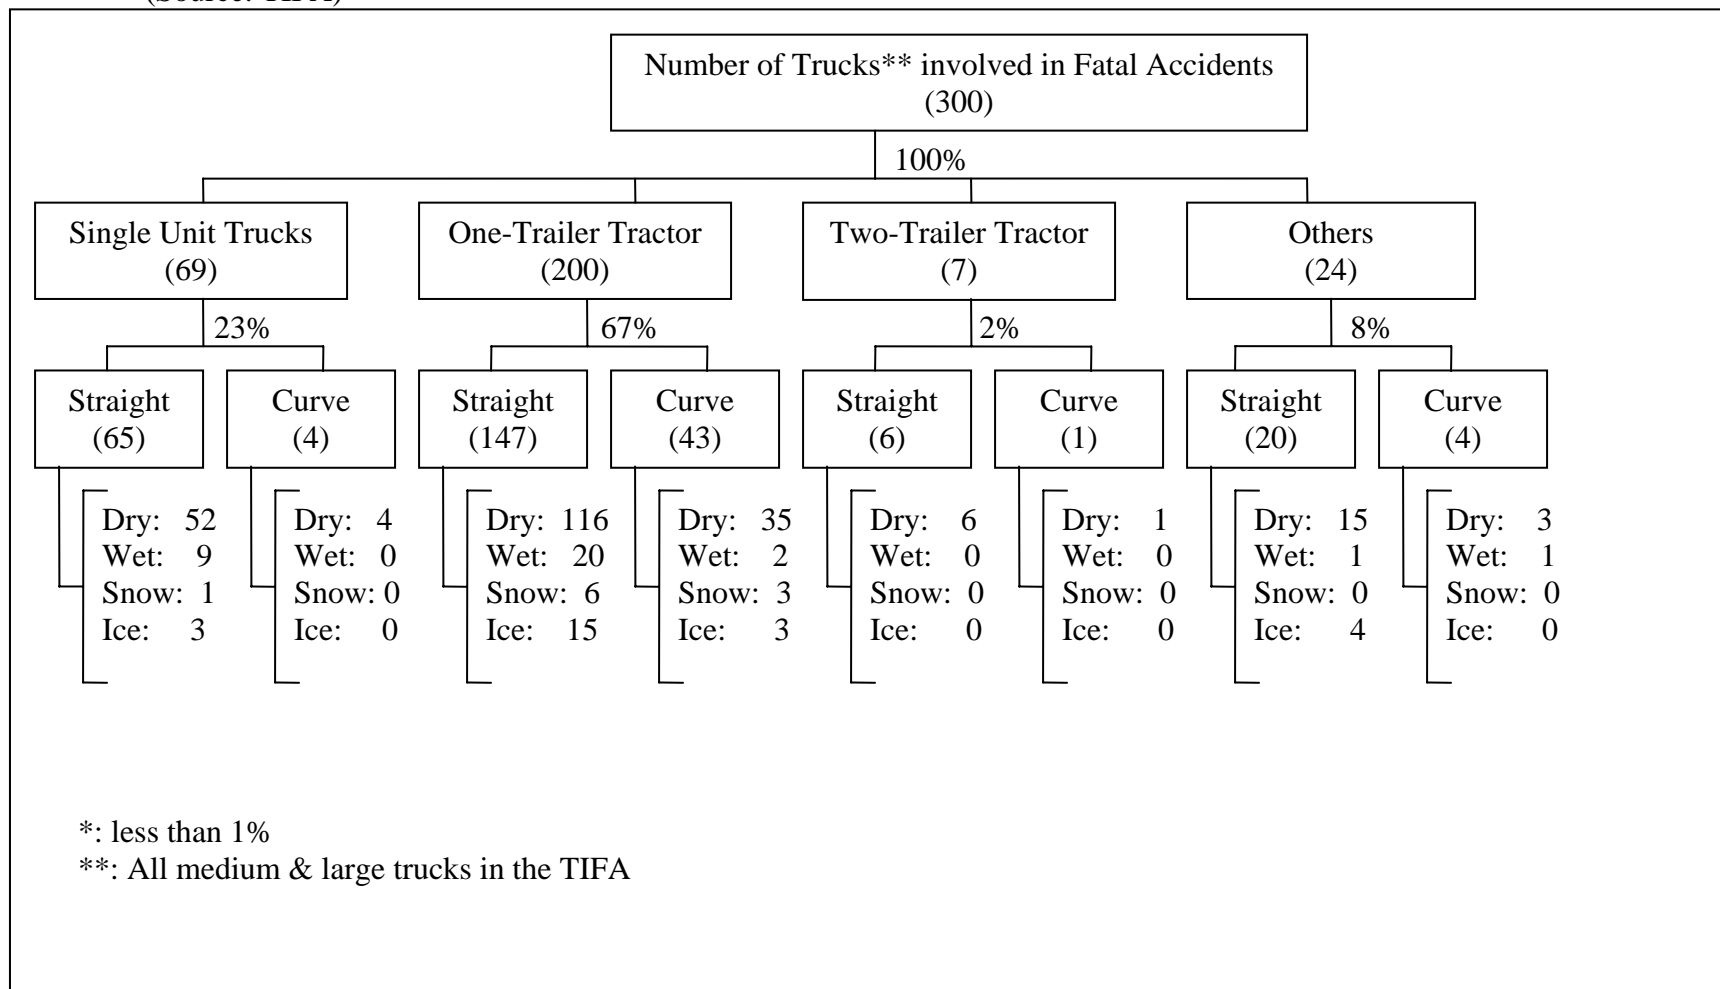 Number of Trucks** involved in Fatal Accidents
(300)
100%
Single Unit Trucks
(69)
One-Trailer Tractor
(200)
Two-Trailer Tractor
(7)
Others
(24)
23%
67%
2%
8%
Straight
(65)
Curve
(4)
Straight
(147)
Curve
(43)
Straight
(6)
Curve
(1)
Straight
(20)
Curve
(4)
Dry: 52
Wet: 9
Snow: 1
Ice: 3
Dry: 4
Wet: 0
Snow: 0
Ice: 0
Dry: 116
Wet: 20
Snow: 6
Ice: 15
Dry: 35
Wet: 2
Snow: 3
Ice: 3
Dry: 6
Wet: 0
Snow: 0
Ice: 0
Dry: 1
Wet: 0
Snow: 0
Ice: 0
Dry: 15
Wet: 1
Snow: 0
Ice: 4
Dry: 3
Wet: 1
Snow: 0
Ice: 0
*: less than 1%
**: All medium & large trucks in the TIFA